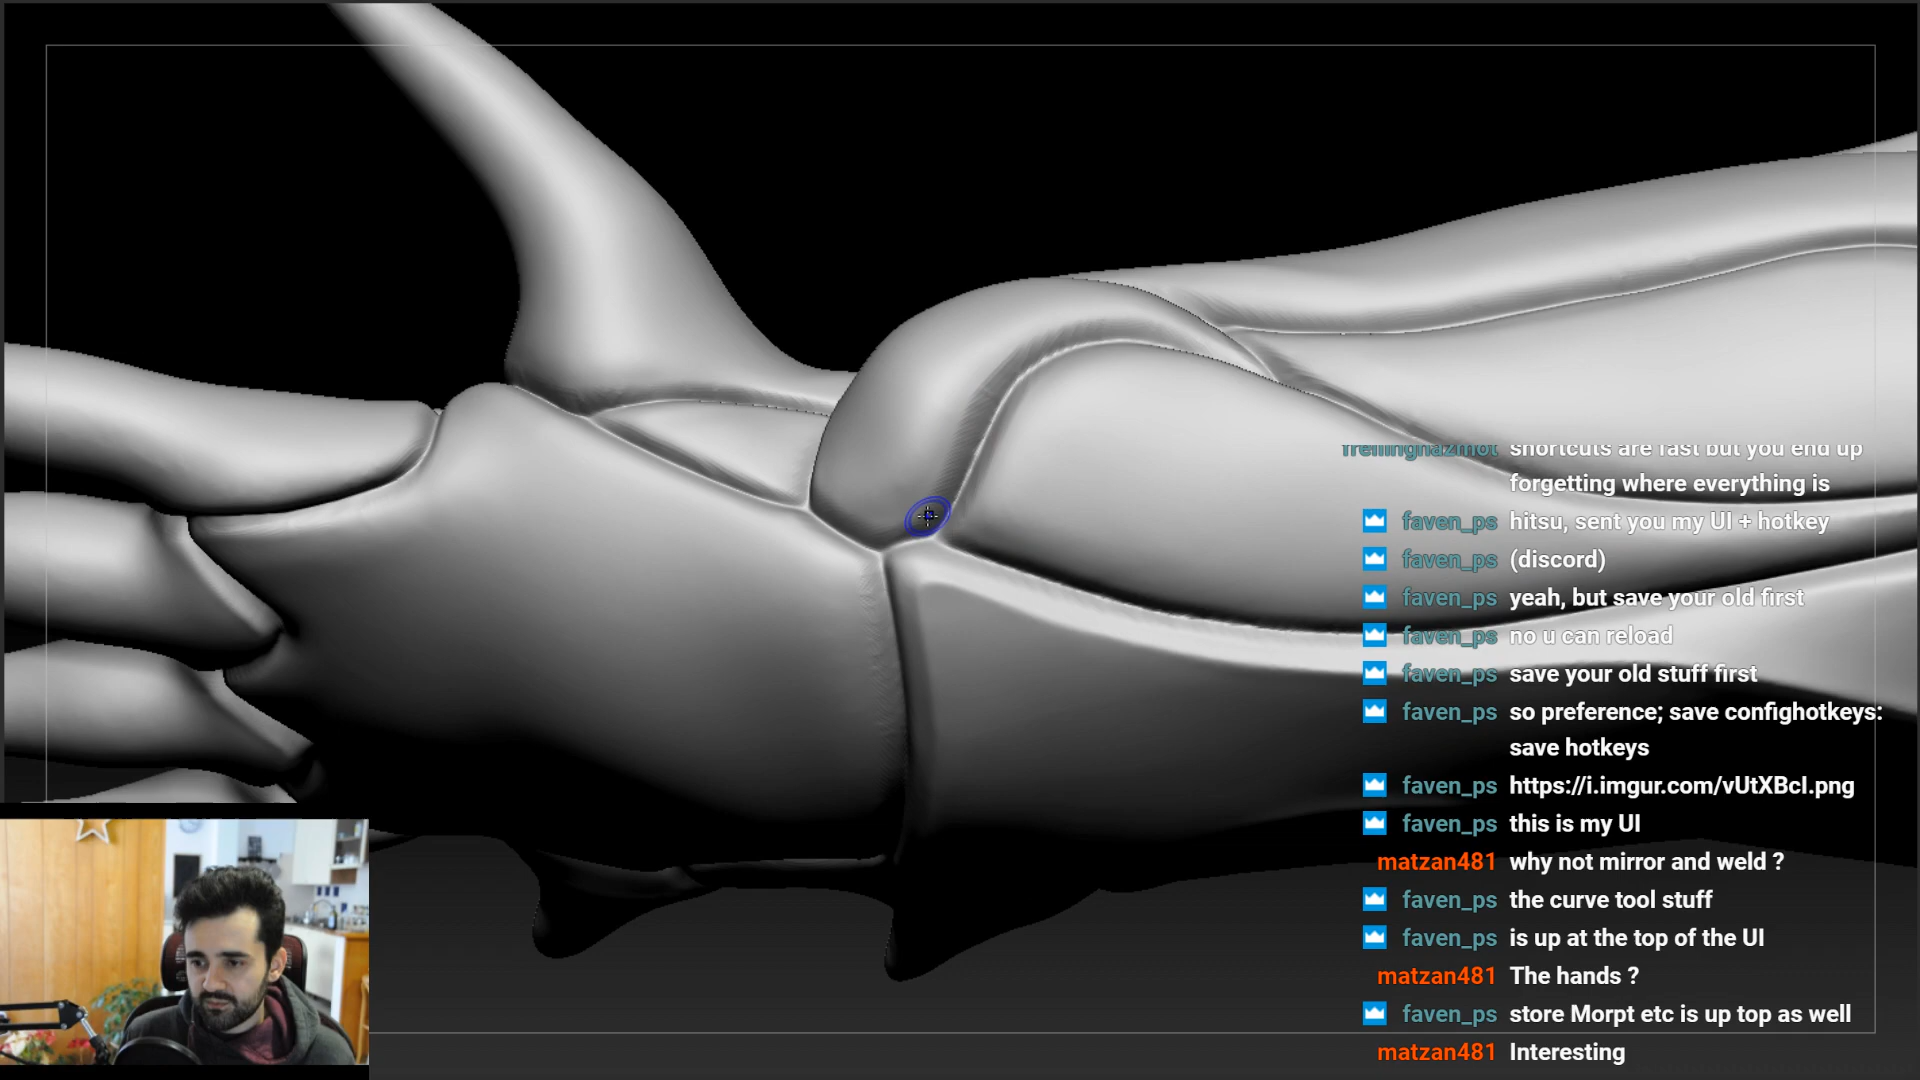 shortcuts are fast but you end up
forgetting where everything is
faven_ps hitsu, sent you my UI + hotkey
faven_ps (discord)
faven_ps yeah, but save your old first
faven_ps no u can reload
faven_ps save your old stuff first
faven_ps so preference; save confighotkeys:
save hotkeys
faven_ps https://i.imgur.com/vUtXBcI.png
faven_ps this is my UI
matzan481 why not mirror and weld ?
faven_ps the curve tool stuff
faven_ps is up at the top of the UI
matzan481 The hands ?
faven_ps store Morpt etc is up top as well
matzan481 Interesting